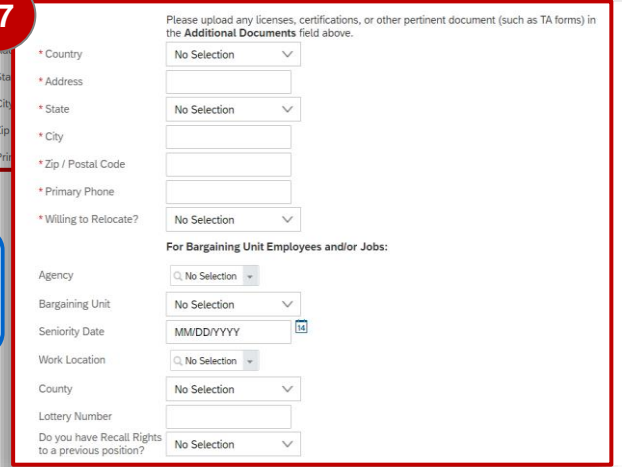 7
Please upload any licenses, certifications, or other pertinent document (such as TA forms) in
the Additional Documents field above.
* Country No Selection
* Address
* State No Selection
* City
* Zip / Postal Code
* Primary Phone
* Willing to Relocate? No Selection
For Bargaining Unit Employees and/or Jobs:
Agency No Selection
Bargaining Unit No Selection
Seniority Date MM/DD/YYYY 14
Work Location No Selection
County No Selection
Lottery Number
Do you have Recall Rights
to a previous position? No Selection